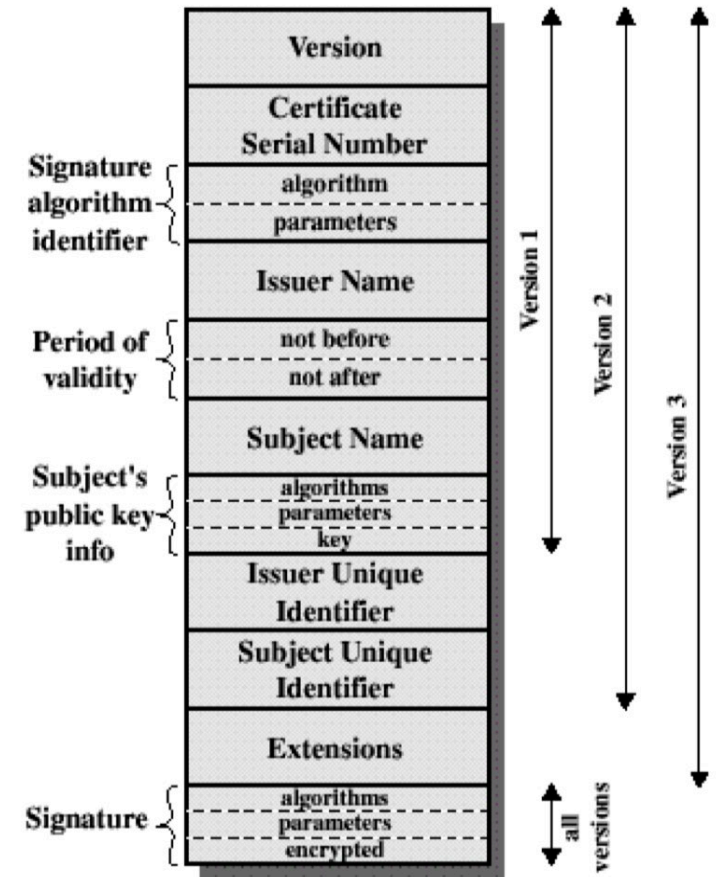 Version
Certificate
Serial Number
Signature
algorithm
identifier
algorithm
parameters
Issuer Name
Period of
validity
not before
not after
Subject Name
Subject's
public key
info
algorithms
parameters
key
Issuer Unique
Identifier
Subject Unique
Identifier
Extensions
Signature
algorithms
parameters
encrypted
Version 1
Version 2
Version 3
all
versions